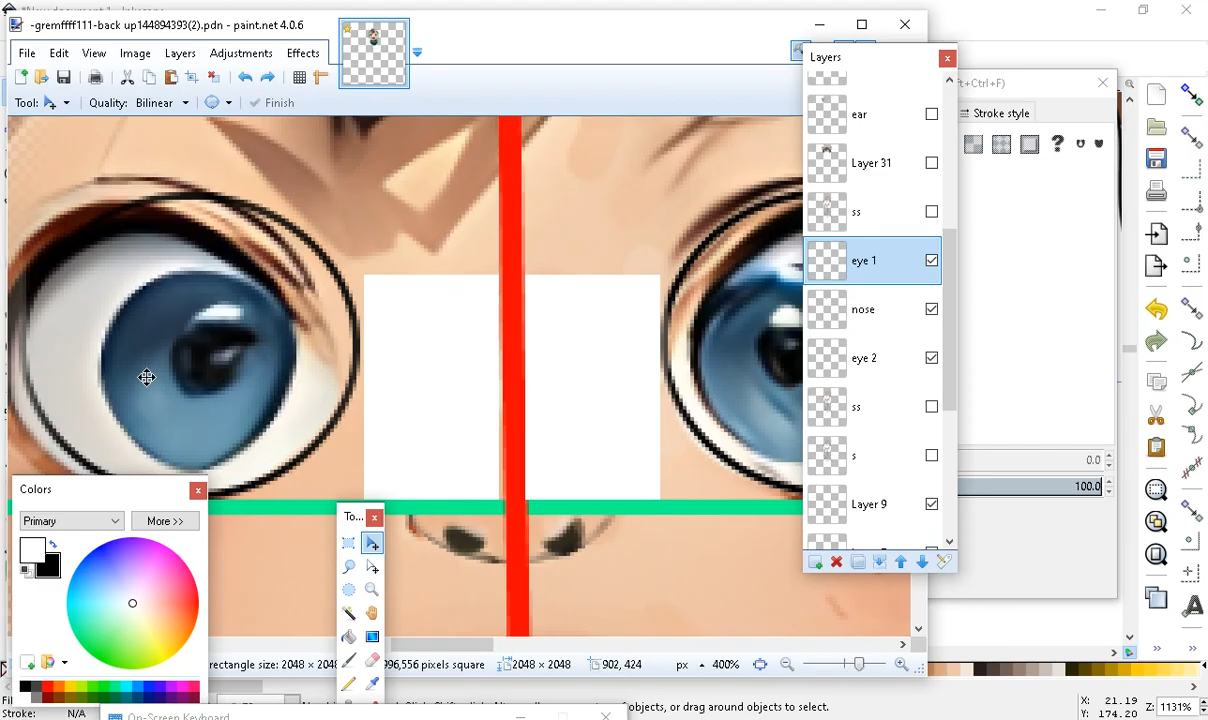 -gremffff111-back up144894393(2).pdn - paint.net 4.0.6
File Edit View Image Layers Adjustments Effects
Tool: Quality: Bilinear Finish
Layers
ear
Layer 31
ss
eye 1
nose
eye 2
ss
s
Layer 9
t+Ctrl+F)
Stroke style
0.0
100.0
Colors
Primary
More >>
To...
rectangle size: 2048 × 2048
96,556 pixels square
2048 × 2048
902, 424
px
400%
Stroke: N/A
of objects, or drag around objects to select.
X: 21.19
Y: 174.20
Z: 1131%
On-Screen Keyboard